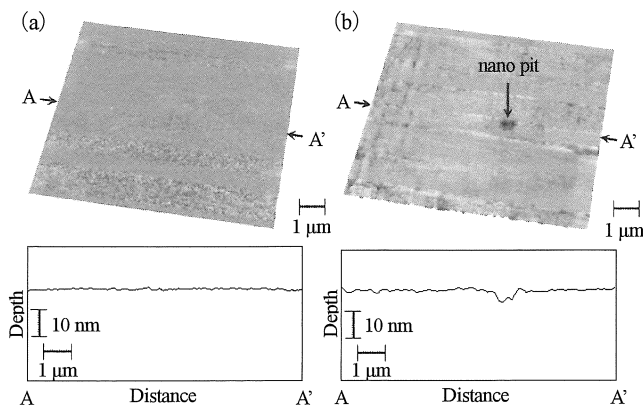 (a)
A
A'
1 μm
Depth
10 nm
1 μm
A
Distance
A'
(b)
nano pit
A
A'
1 μm
Depth
10 nm
1 μm
A
Distance
A'